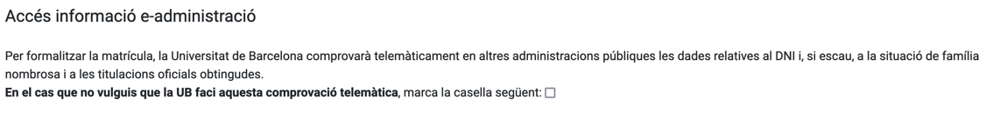 Accés informació e-administració
Per formalitzar la matrícula, la Universitat de Barcelona comprovarà telemàticament en altres administracions públiques les dades relatives al DNI i, si escau, a la situació de família
nombrosa i a les titulacions oficials obtingudes.
En el cas que no vulguis que la UB faci aquesta comprovació telemàtica, marca la casella següent: